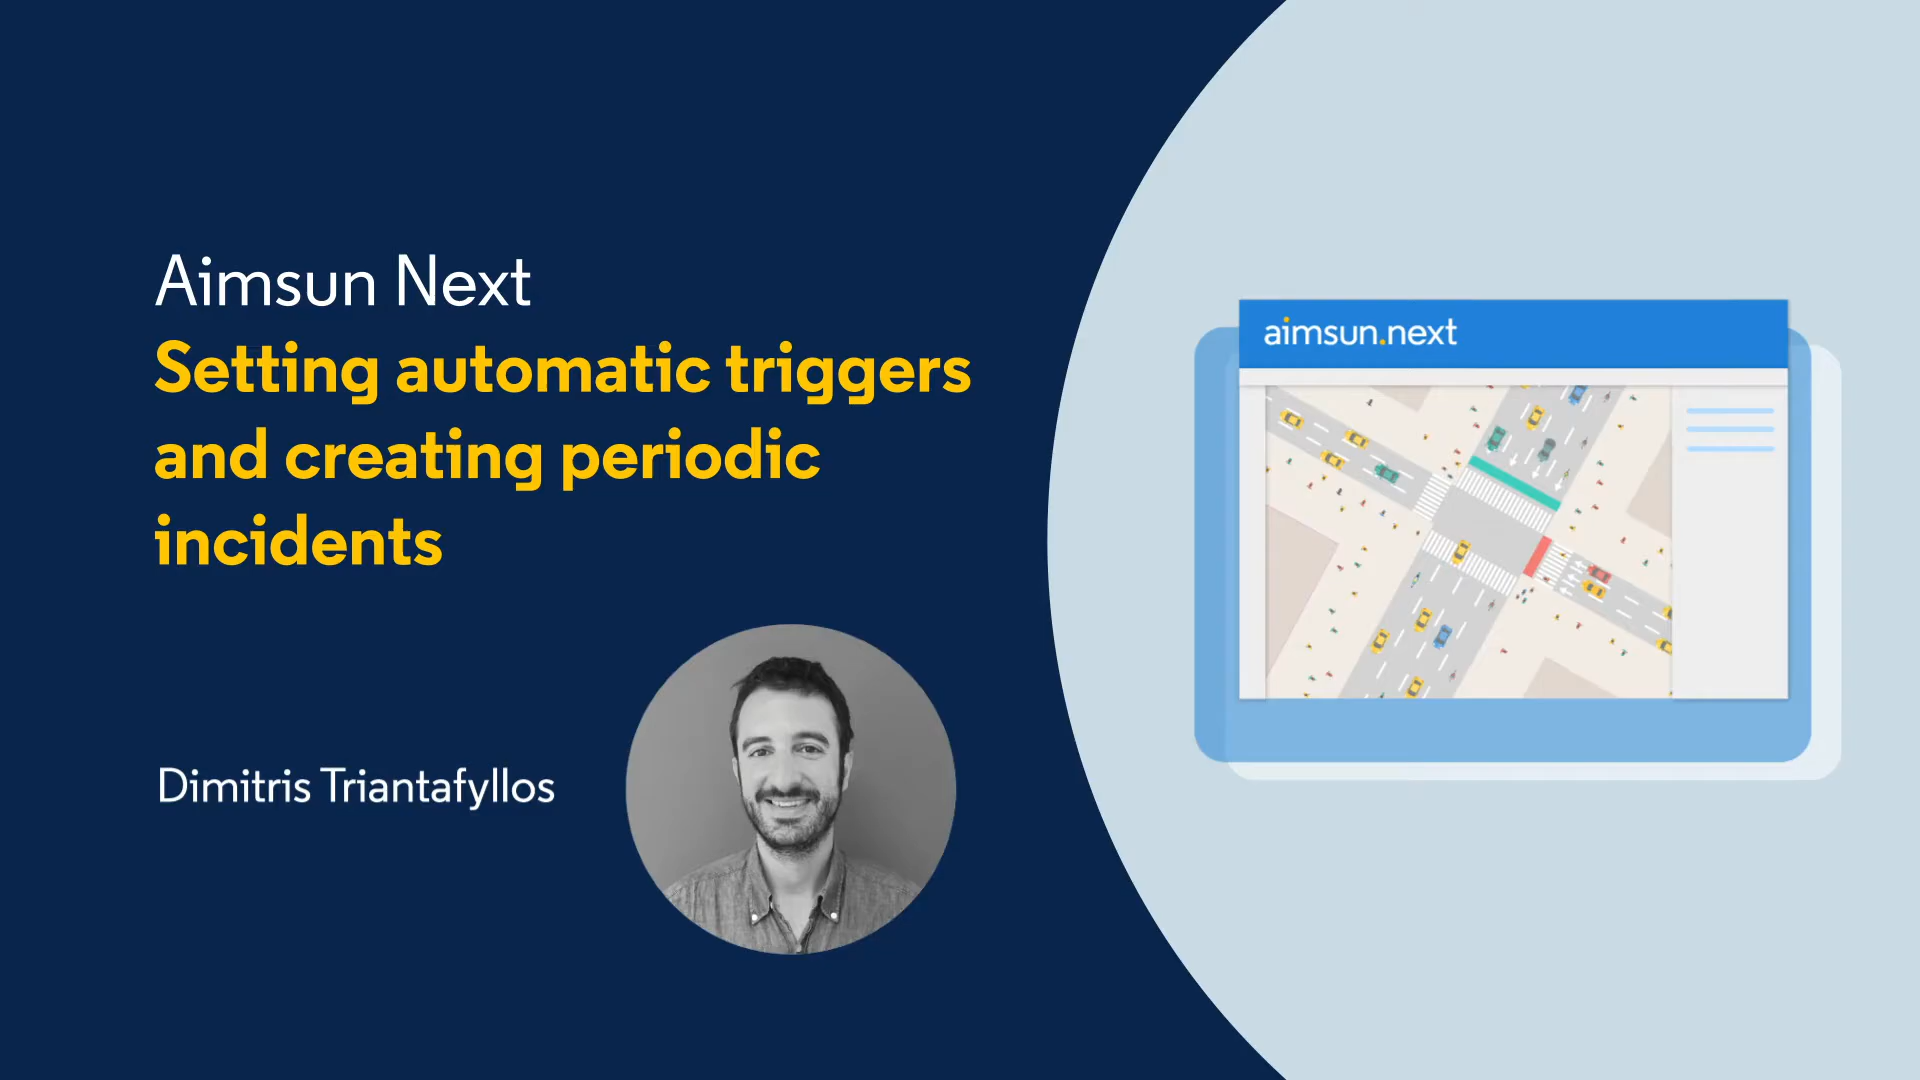 Aimsun Next
Setting automatic triggers
and creating periodic
incidents
Dimitris Triantafyllos
aimsun.next